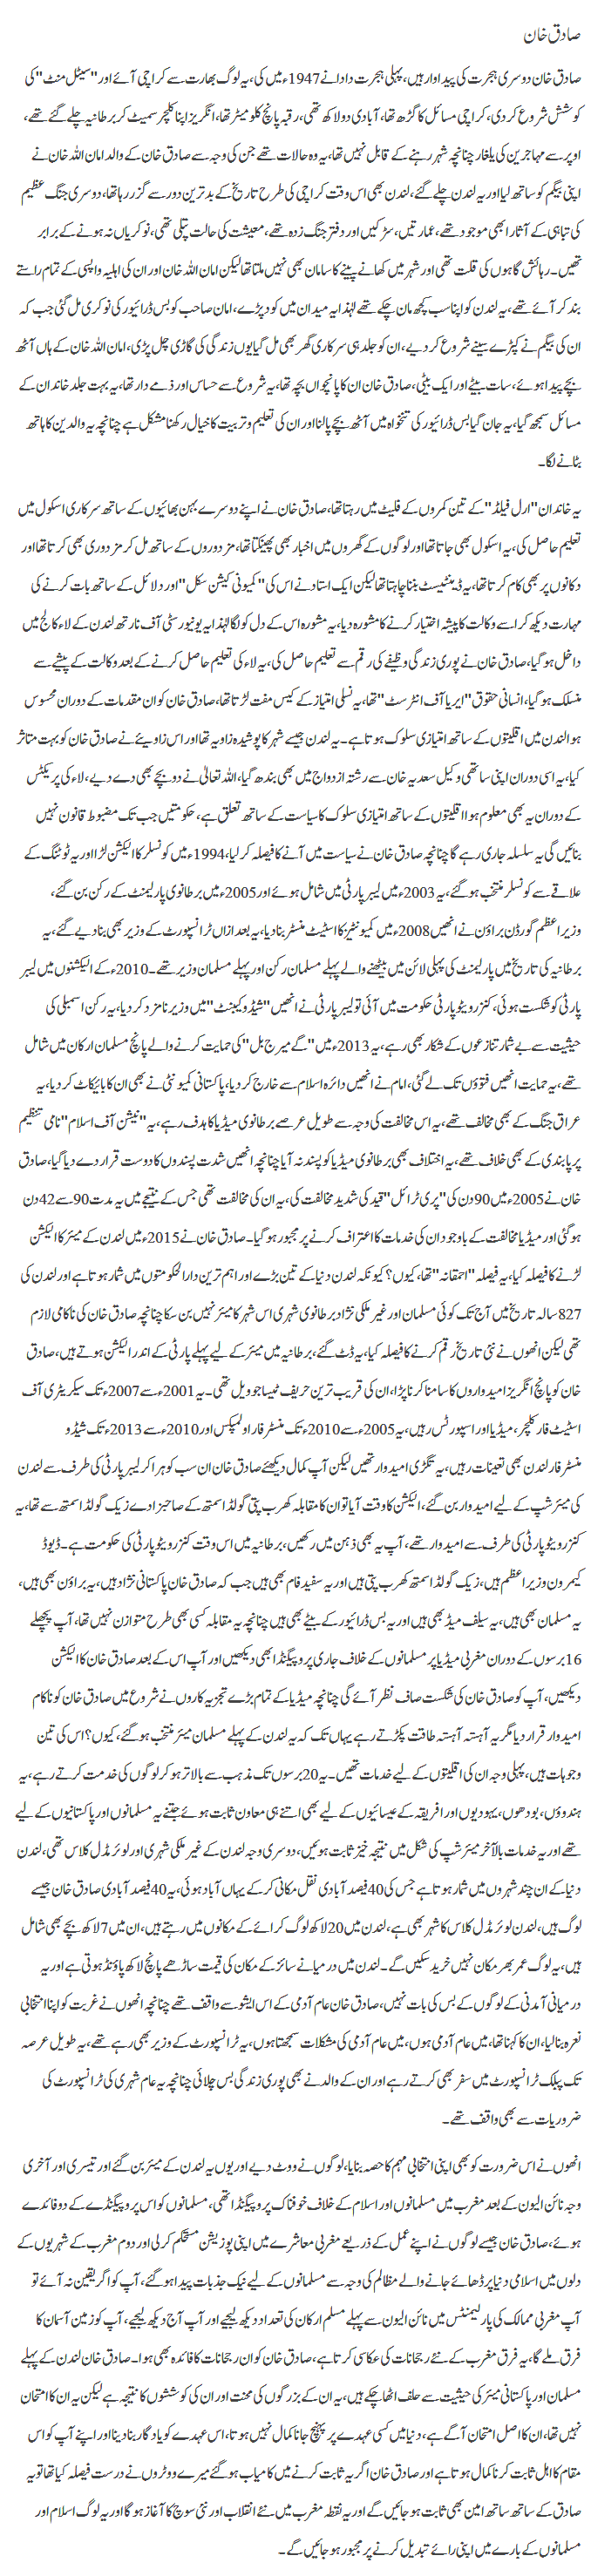 صادق خان
صادق خان دوسری ہجرت کی پیداوار ہیں، پہلی ہجرت دادا نے 1947ء میں کی، یہ لوگ بھارت سے کراچی آئے اور "سیٹل منٹ" کی
کوشش شروع کر دی، کراچی مسائل کا گڑھ تھا، آبادی دو لاکھ تھی، رقبہ پانچ کلو میٹر تھا، انگریز اپنا کلچر سمیٹ کر برطانیہ چلے گئے تھے،
اوپر سے مہاجرین کی یلغار چنانچہ شہر رہنے کے قابل نہیں تھا، یہ وہ حالات تھے جن کی وجہ سے صادق خان کے والد امان اللہ خان نے
اپنی بیگم کو ساتھ لیا اور یہ لندن چلے گئے، لندن بھی اس وقت کراچی کی طرح تاریخ کے بدترین دور سے گزر رہا تھا، دوسری جنگ عظیم
کی تباہی کے آثار ابھی موجود تھے، عمارتیں، سڑکیں اور دفتر جنگ زدہ تھے، معیشت کی حالت پتلی تھی، نوکریاں نہ ہونے کے برابر
تھیں۔ رہائش گاہوں کی قلت تھی اور شہر میں کھانے پینے کا سامان بھی نہیں ملتا تھا لیکن امان اللہ خان اور ان کی اہلیہ واپسی کے تمام راستے
بند کر آئے تھے، یہ لندن کو اپنا سب کچھ مان چکے تھے لہٰذا یہ میدان میں کود پڑے، امان صاحب کو بس ڈرائیور کی نوکری مل گئی جب کہ
ان کی بیگم نے کپڑے سینے شروع کر دیے، ان کو جلد ہی سرکاری گھر بھی مل گیا یوں زندگی کی گاڑی چل پڑی، امان اللہ خان کے ہاں آٹھ
بچے پیدا ہوئے، سات بیٹے اور ایک بیٹی، صادق خان ان کا پانچواں بچہ تھا، یہ شروع سے حساس اور ذمے دار تھا، یہ بہت جلد خاندان کے
مسائل سمجھ گیا، یہ جان گیا بس ڈرائیور کی تنخواہ میں آٹھ بچے پالنا اور ان کی تعلیم و تربیت کا خیال رکھنا مشکل ہے چنانچہ یہ والدین کا ہاتھ
بٹانے لگا۔
یہ خاندان "ارل فیلڈ" کے تین کمروں کے فلیٹ میں رہتا تھا، صادق خان نے اپنے دوسرے بہن بھائیوں کے ساتھ سرکاری اسکول میں
تعلیم حاصل کی، یہ اسکول بھی جاتا تھا اور لوگوں کے گھروں میں اخبار بھی پھینکتا تھا، مزدوروں کے ساتھ مل کر مزدوری بھی کرتا تھا اور
دکانوں پر بھی کام کرتا تھا، یہ ڈینٹیسٹ بننا چاہتا تھا لیکن ایک استاد نے اس کی "کمیونی کیشن سکل" اور دلائل کے ساتھ بات کرنے کی
مہارت دیکھ کر اسے وکالت کا پیشہ اختیار کرنے کا مشورہ دیا، یہ مشورہ اس کے دل کو لگا لہٰذا یہ یونیورسٹی آف نارتھ لندن کے لاء کالج میں
داخل ہو گیا، صادق خان نے پوری زندگی وظیفے کی رقم سے تعلیم حاصل کی، یہ لاء کی تعلیم حاصل کرنے کے بعد وکالت کے پیشے سے
منسلک ہو گیا، انسانی حقوق "ایریا آف انٹرسٹ" تھا، یہ نسلی امتیاز کے کیس مفت لڑتا تھا، صادق خان کو ان مقدمات کے دوران محسوس
ہوا لندن میں اقلیتوں کے ساتھ امتیازی سلوک ہوتا ہے۔ یہ لندن جیسے شہر کا پوشیدہ زاویہ تھا اور اس زاویئے نے صادق خان کو بہت متاثر
کیا، یہ اسی دوران اپنی ساتھی وکیل سعدیہ خان سے رشتہ ازدواج میں بھی بندھ گیا، اللہ تعالیٰ نے دو بچے بھی دے دیے، لاء کی پریکٹس
کے دوران یہ بھی معلوم ہوا اقلیتوں کے ساتھ امتیازی سلوک کا سیاست کے ساتھ تعلق ہے، حکومتیں جب تک مضبوط قانون نہیں
بنائیں گی یہ سلسلہ جاری رہے گا چنانچہ صادق خان نے سیاست میں آنے کا فیصلہ کر لیا، 1994ء میں کونسلر کا الیکشن لڑا اور یہ ٹوٹنگ کے
علاقے سے کونسلر منتخب ہو گئے، یہ 2003ء میں لیبر پارٹی میں شامل ہوئے اور 2005ء میں برطانوی پارلیمنٹ کے رکن بن گئے،
وزیراعظم گورڈن براؤن نے انھیں 2008ء میں کمیونٹیز کا اسٹیٹ منسٹر بنا دیا، یہ بعد ازاں ٹرانسپورٹ کے وزیر بھی بنا دیے گئے، یہ
برطانیہ کی تاریخ میں پارلیمنٹ کی پہلی لائن میں بیٹھنے والے پہلے مسلمان رکن اور پہلے مسلمان وزیر تھے۔ 2010ء کے الیکشنوں میں لیبر
پارٹی کو شکست ہوئی، کنزرویٹو پارٹی حکومت میں آئی تو لیبر پارٹی نے انھیں "شیڈو کیبنٹ" میں وزیر نامزد کر دیا، یہ رکن اسمبلی کی
حیثیت سے بے شمار تنازعوں کے شکار بھی رہے، یہ 2013ء میں "گے میرج بل" کی حمایت کرنے والے پانچ مسلمان ارکان میں شامل
تھے، یہ حمایت انھیں فتوؤں تک لے گئی، امام نے انھیں دائرہ اسلام سے خارج کر دیا، پاکستانی کمیونٹی نے بھی ان کا بائیکاٹ کر دیا، یہ
عراق جنگ کے بھی مخالف تھے، یہ اس مخالفت کی وجہ سے طویل عرصے برطانوی میڈیا کا ہدف رہے، یہ "نیشن آف اسلام" نامی تنظیم
پر پابندی کے بھی خلاف تھے، یہ اختلاف بھی برطانوی میڈیا کو پسند نہ آیا چنانچہ انھیں شدت پسندوں کا دوست قرار دے دیا گیا، صادق
خان نے 2005ء میں 90 دن کی "پری ٹرائل" قید کی شدید مخالفت کی، یہ ان کی مخالفت تھی جس کے نتیجے میں یہ مدت 90 سے 42 دن
ہو گئی اور میڈیا مخالفت کے باوجود ان کی خدمات کا اعتراف کرنے پر مجبور ہو گیا۔ صادق خان نے 2015ء میں لندن کے میئر کا الیکشن
لڑنے کا فیصلہ کیا، یہ فیصلہ "احمقانہ" تھا، کیوں؟ کیونکہ لندن دنیا کے تین بڑے اور اہم ترین دارالحکومتوں میں شمار ہوتا ہے اور لندن کی
827 سالہ تاریخ میں آج تک کوئی مسلمان اور غیر ملکی نژاد برطانوی شہری اس شہر کا میئر نہیں بن سکا چنانچہ صادق خان کی ناکامی لازم
تھی لیکن انھوں نے نئی تاریخ رقم کرنے کا فیصلہ کیا، یہ ڈٹ گئے، برطانیہ میں میئر کے لیے پہلے پارٹی کے اندر الیکشن ہوتے ہیں، صادق
خان کو پانچ انگریز امیدواروں کا سامنا کرنا پڑا، ان کی قریب ترین حریف ٹیسا جوویل تھی۔ یہ 2001ء سے 2007ء تک سیکریٹری آف
اسٹیٹ فار کلچر، میڈیا اور اسپورٹس رہیں، یہ 2005ء سے 2010ء تک منسٹر فار اولمپکس اور 2010ء سے 2013ء تک شیڈو
منسٹر فار لندن بھی تعینات رہیں، یہ تگڑی امیدوار تھیں لیکن آپ کمال دیکھئے صادق خان ان سب کو ہرا کر لیبر پارٹی کی طرف سے لندن
کی میئر شپ کے لیے امیدوار بن گئے، الیکشن کا وقت آیا تو ان کا مقابلہ کھرب پتی گولڈ اسمتھ کے صاحبزادے زیک گولڈ اسمتھ سے تھا، یہ
کنزرویٹو پارٹی کی طرف سے امیدوار تھے، آپ یہ بھی ذہن میں رکھیں، برطانیہ میں اس وقت کنزرویٹو پارٹی کی حکومت ہے۔ ڈیوڈ
کیمرون وزیراعظم ہیں، زیک گولڈ اسمتھ کھرب پتی ہیں اور یہ سفید فام بھی ہیں جب کہ صادق خان پاکستانی نژاد ہیں، یہ براؤن بھی ہیں،
یہ مسلمان بھی ہیں، یہ سیلف میڈ بھی ہیں اور یہ بس ڈرائیور کے بیٹے بھی ہیں چنانچہ یہ مقابلہ کسی بھی طرح متوازن نہیں تھا، آپ پچھلے
16 برسوں کے دوران مغربی میڈیا پر مسلمانوں کے خلاف جاری پروپیگنڈا بھی دیکھیں اور آپ اس کے بعد صادق خان کا الیکشن
دیکھیں، آپ کو صادق خان کی شکست صاف نظر آئے گی چنانچہ میڈیا کے تمام بڑے تجزیہ کاروں نے شروع میں صادق خان کو ناکام
امیدوار قرار دیا مگر یہ آہستہ آہستہ طاقت پکڑتے رہے یہاں تک کہ یہ لندن کے پہلے مسلمان میئر منتخب ہو گئے، کیوں؟ اس کی تین
وجوہات ہیں، پہلی وجہ ان کی اقلیتوں کے لیے خدمات تھیں۔ یہ 20 برسوں تک مذہب سے بالاتر ہو کر لوگوں کی خدمت کرتے رہے، یہ
ہندوؤں، بودھوں، یہودیوں اور افریقہ کے عیسائیوں کے لیے بھی اتنے ہی معاون ثابت ہوئے جتنے یہ مسلمانوں اور پاکستانیوں کے لیے
تھے اور یہ خدمات بالآخر میئر شپ کی شکل میں نتیجہ خیز ثابت ہوئیں، دوسری وجہ لندن کے غیر ملکی شہری اور لوئر مڈل کلاس تھی، لندن
دنیا کے ان چند شہروں میں شمار ہوتا ہے جس کی 40 فیصد آبادی نقل مکانی کر کے یہاں آباد ہوئی، یہ 40 فیصد آبادی صادق خان جیسے
لوگ ہیں، لندن لوئر مڈل کلاس کا شہر بھی ہے، لندن میں 20 لاکھ لوگ کرائے کے مکانوں میں رہتے ہیں، ان میں 7 لاکھ بچے بھی شامل
ہیں، یہ لوگ عمر بھر مکان نہیں خرید سکیں گے۔ لندن میں درمیانے سائز کے مکان کی قیمت ساڑھے پانچ لاکھ پاؤنڈ ہوتی ہے اور یہ
درمیانی آمدنی کے لوگوں کے بس کی بات نہیں، صادق خان عام آدمی کے اس ایشو سے واقف تھے چنانچہ انھوں نے غربت کو اپنا انتخابی
نعرہ بنا لیا، ان کا کہنا تھا، میں عام آدمی ہوں، میں عام آدمی کی مشکلات سمجھتا ہوں، یہ ٹرانسپورٹ کے وزیر بھی رہے تھے، یہ طویل عرصہ
تک پبلک ٹرانسپورٹ میں سفر بھی کرتے رہے اور ان کے والد نے بھی پوری زندگی بس چلائی چنانچہ یہ عام شہری کی ٹرانسپورٹ کی
ضروریات سے بھی واقف تھے۔
انھوں نے اس ضرورت کو بھی اپنی انتخابی مہم کا حصہ بنایا، لوگوں نے ووٹ دیے اور یوں یہ لندن کے میئر بن گئے اور تیسری اور آخری
وجہ نائن الیون کے بعد مغرب میں مسلمانوں اور اسلام کے خلاف خوفناک پروپیگنڈا تھی، مسلمانوں کو اس پروپیگنڈے کے دو فائدے
ہوئے، صادق خان جیسے لوگوں نے اپنے عمل کے ذریعے مغربی معاشرے میں اپنی پوزیشن مستحکم کر لی اور دوم مغرب کے شہریوں کے
دلوں میں اسلامی دنیا پر ڈھائے جانے والے مظالم کی وجہ سے مسلمانوں کے لیے نیک جذبات پیدا ہو گئے، آپ کو اگر یقین نہ آئے تو
آپ مغربی ممالک کی پارلیمنٹس میں نائن الیون سے پہلے مسلم ارکان کی تعداد دیکھ لیجیے اور آپ آج دیکھ لیجیے، آپ کو زمین آسمان کا
فرق ملے گا، یہ فرق مغرب کے نئے رجحانات کی عکاسی کرتا ہے، صادق خان کو ان رجحانات کا فائدہ بھی ہوا۔ صادق خان لندن کے پہلے
مسلمان اور پاکستانی میئر کی حیثیت سے حلف اٹھا چکے ہیں، یہ ان کے بزرگوں کی محنت اور ان کی کوششوں کا نتیجہ ہے لیکن یہ ان کا امتحان
نہیں تھا، ان کا اصل امتحان آگے ہے، دنیا میں کسی عہدے پر پہنچ جانا کمال نہیں ہوتا، اس عہدے کو یادگار بنا دینا اور اپنے آپ کو اس
مقام کا اہل ثابت کرنا کمال ہوتا ہے اور صادق خان اگر یہ ثابت کرنے میں کامیاب ہو گئے میرے ووٹروں نے درست فیصلہ کیا تھا تو یہ
صادق کے ساتھ ساتھ امین بھی ثابت ہو جائیں گے اور یہ نقطہ مغرب میں نئے انقلاب اور نئی سوچ کا آغاز ہو گا اور یہ لوگ اسلام اور
مسلمانوں کے بارے میں اپنی رائے تبدیل کرنے پر مجبور ہو جائیں گے۔